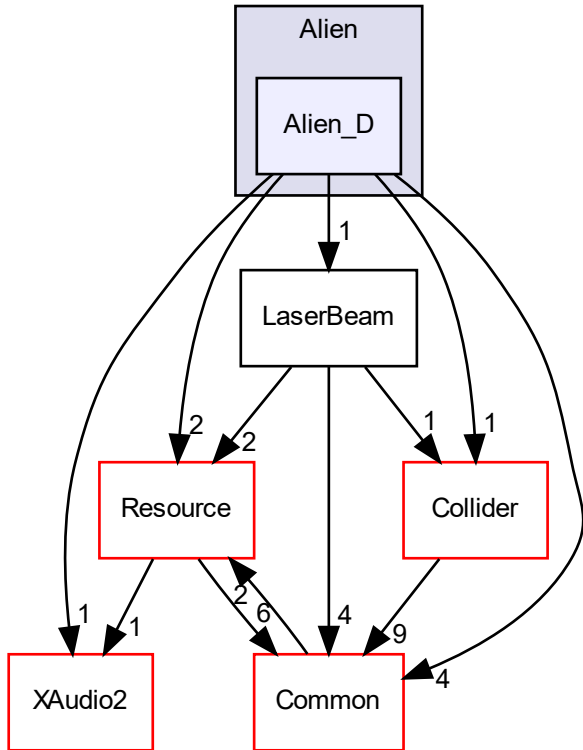 Alien
Alien_D
1
LaserBeam
2
2
1
1
Resource
Collider
2
6
1
1
4
9
4
XAudio2
Common